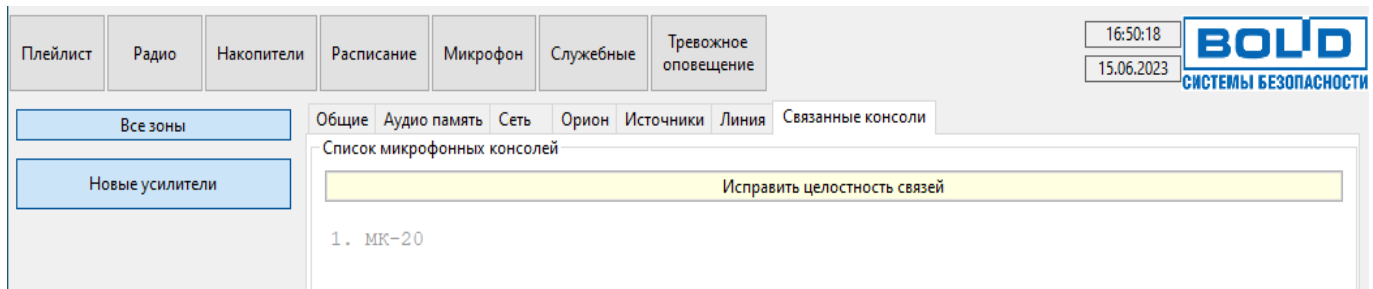 Плейлист
Радио
Накопители
Расписание
Микрофон
Служебные
Тревожное
оповещение
16:50:18
15.06.2023
BOLID
СИСТЕМЫ БЕЗОПАСНОСТИ
Все зоны
Новые усилители
Общие
Аудио память
Сеть
Орион
Источники
Линия
Связанные консоли
Список микрофонных консолей
Исправить целостность связей
1. МК-20